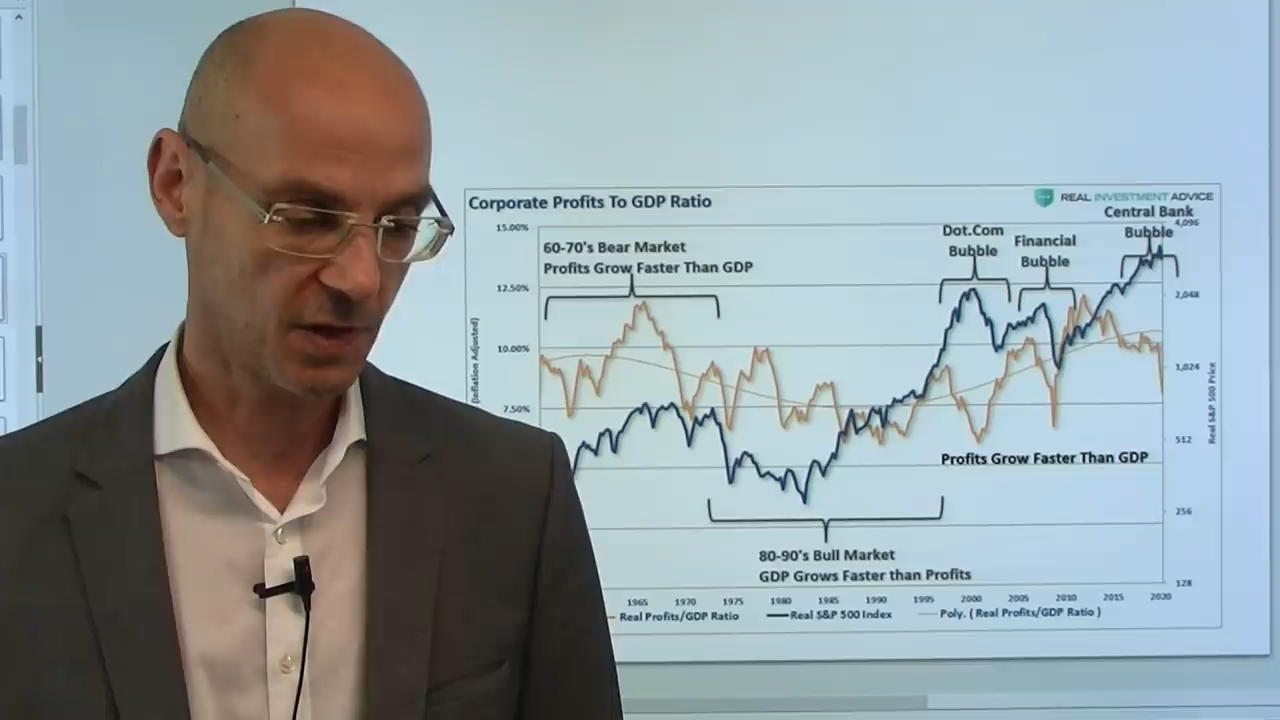 Corporate Profits To GDP Ratio
REAL INVESTMENT ADVICE
Central Bank
Bubble
Dot.Com
Bubble
Financial
Bubble
60-70's Bear Market
Profits Grow Faster Than GDP
15.00%
12.50%
10.00%
7.50%
(Inflation Adjusted)
4,096
2,048
1,024
512
256
128
Real S&P 500 Price
Profits Grow Faster Than GDP
80-90's Bull Market
GDP Grows Faster than Profits
1965 1970 1975 1980 1985 1990 1995 2000 2005 2010 2015 2020
Real Profits/GDP Ratio Real S&P 500 Index Poly. ( Real Profits/GDP Ratio )